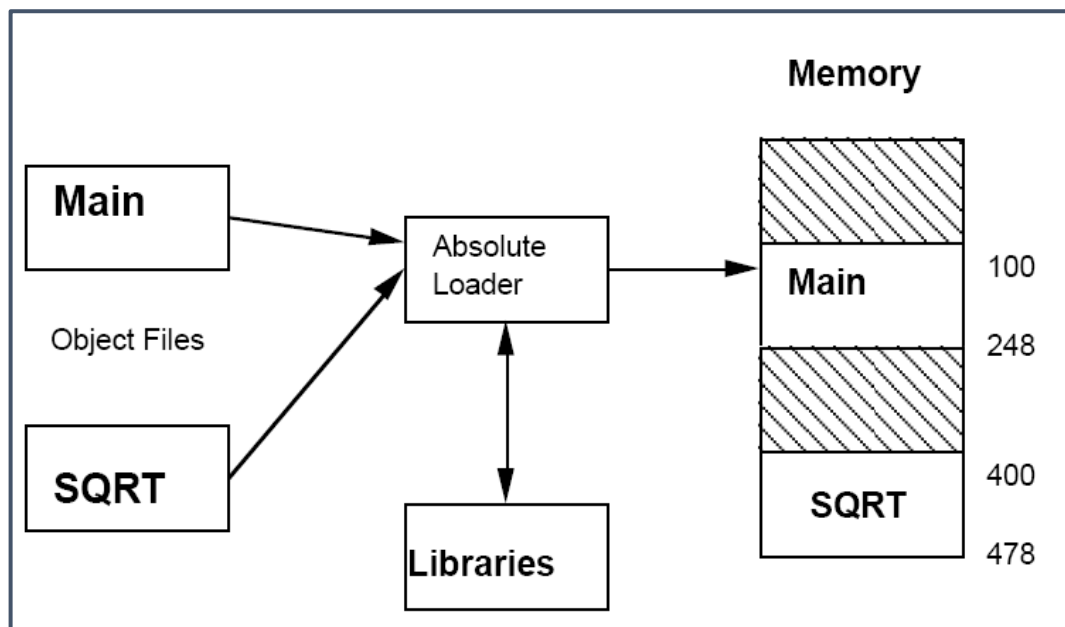 Memory
Main
Absolute
Loader
Main
100
Object Files
248
SQRT
SQRT
400
Libraries
478